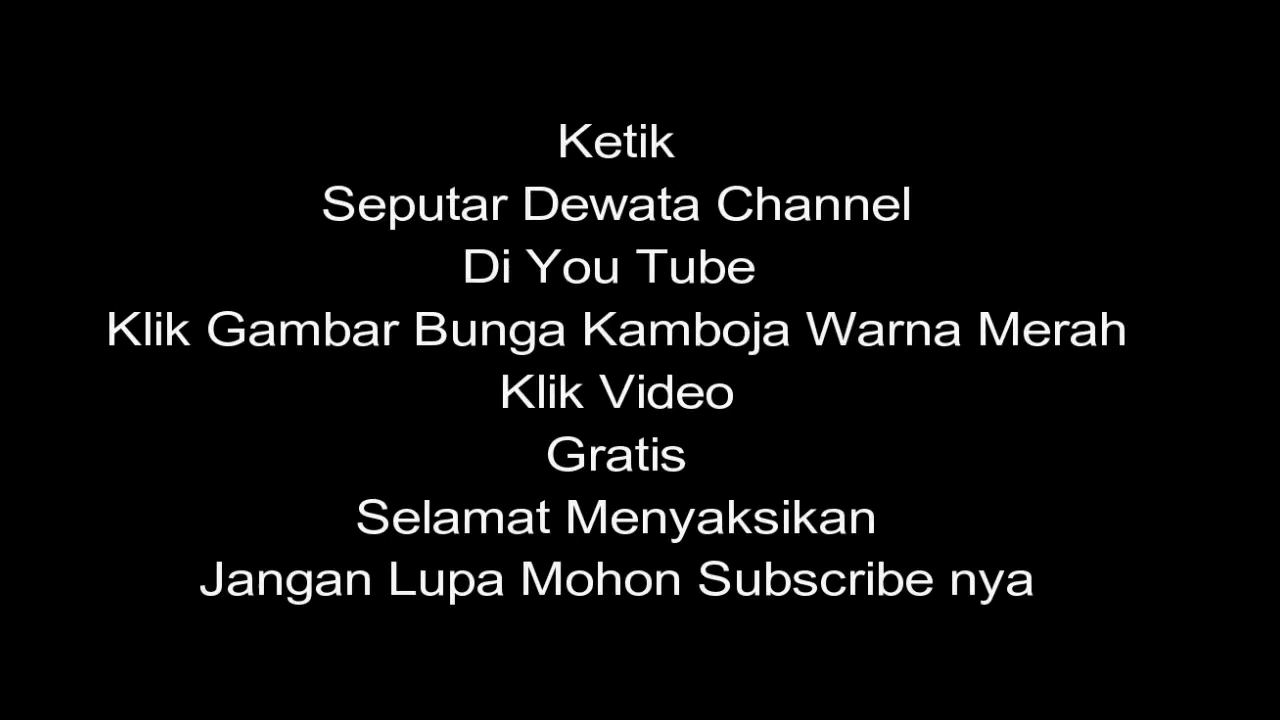 Ketik
Seputar Dewata Channel
Di You Tube
Klik Gambar Bunga Kamboja Warna Merah
Klik Video
Gratis
Selamat Menyaksikan
Jangan Lupa Mohon Subscribe nya